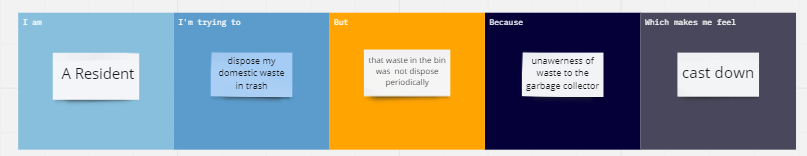 I am
A Resident
I'm trying to
dispose my
domestic waste
in trash
But
that waste in the bin
was not dispose
periodically
Because
unawerness of
waste to the
garbage collector
Which makes me feel
cast down